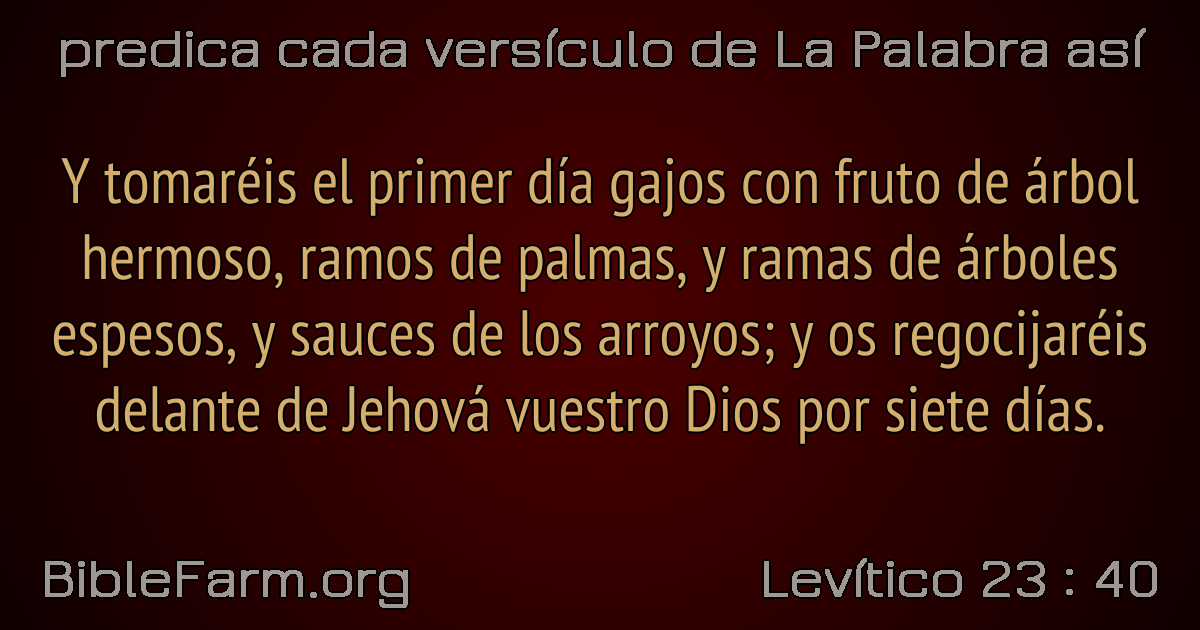 predica cada versículo de La Palabra así
Y tomaréis el primer día gajos con fruto de árbol
hermoso, ramos de palmas, y ramas de árboles
espesos, y sauces de los arroyos; y os regocijaréis
delante de Jehová vuestro Dios por siete días.
BibleFarm.org
Levítico 23 : 40